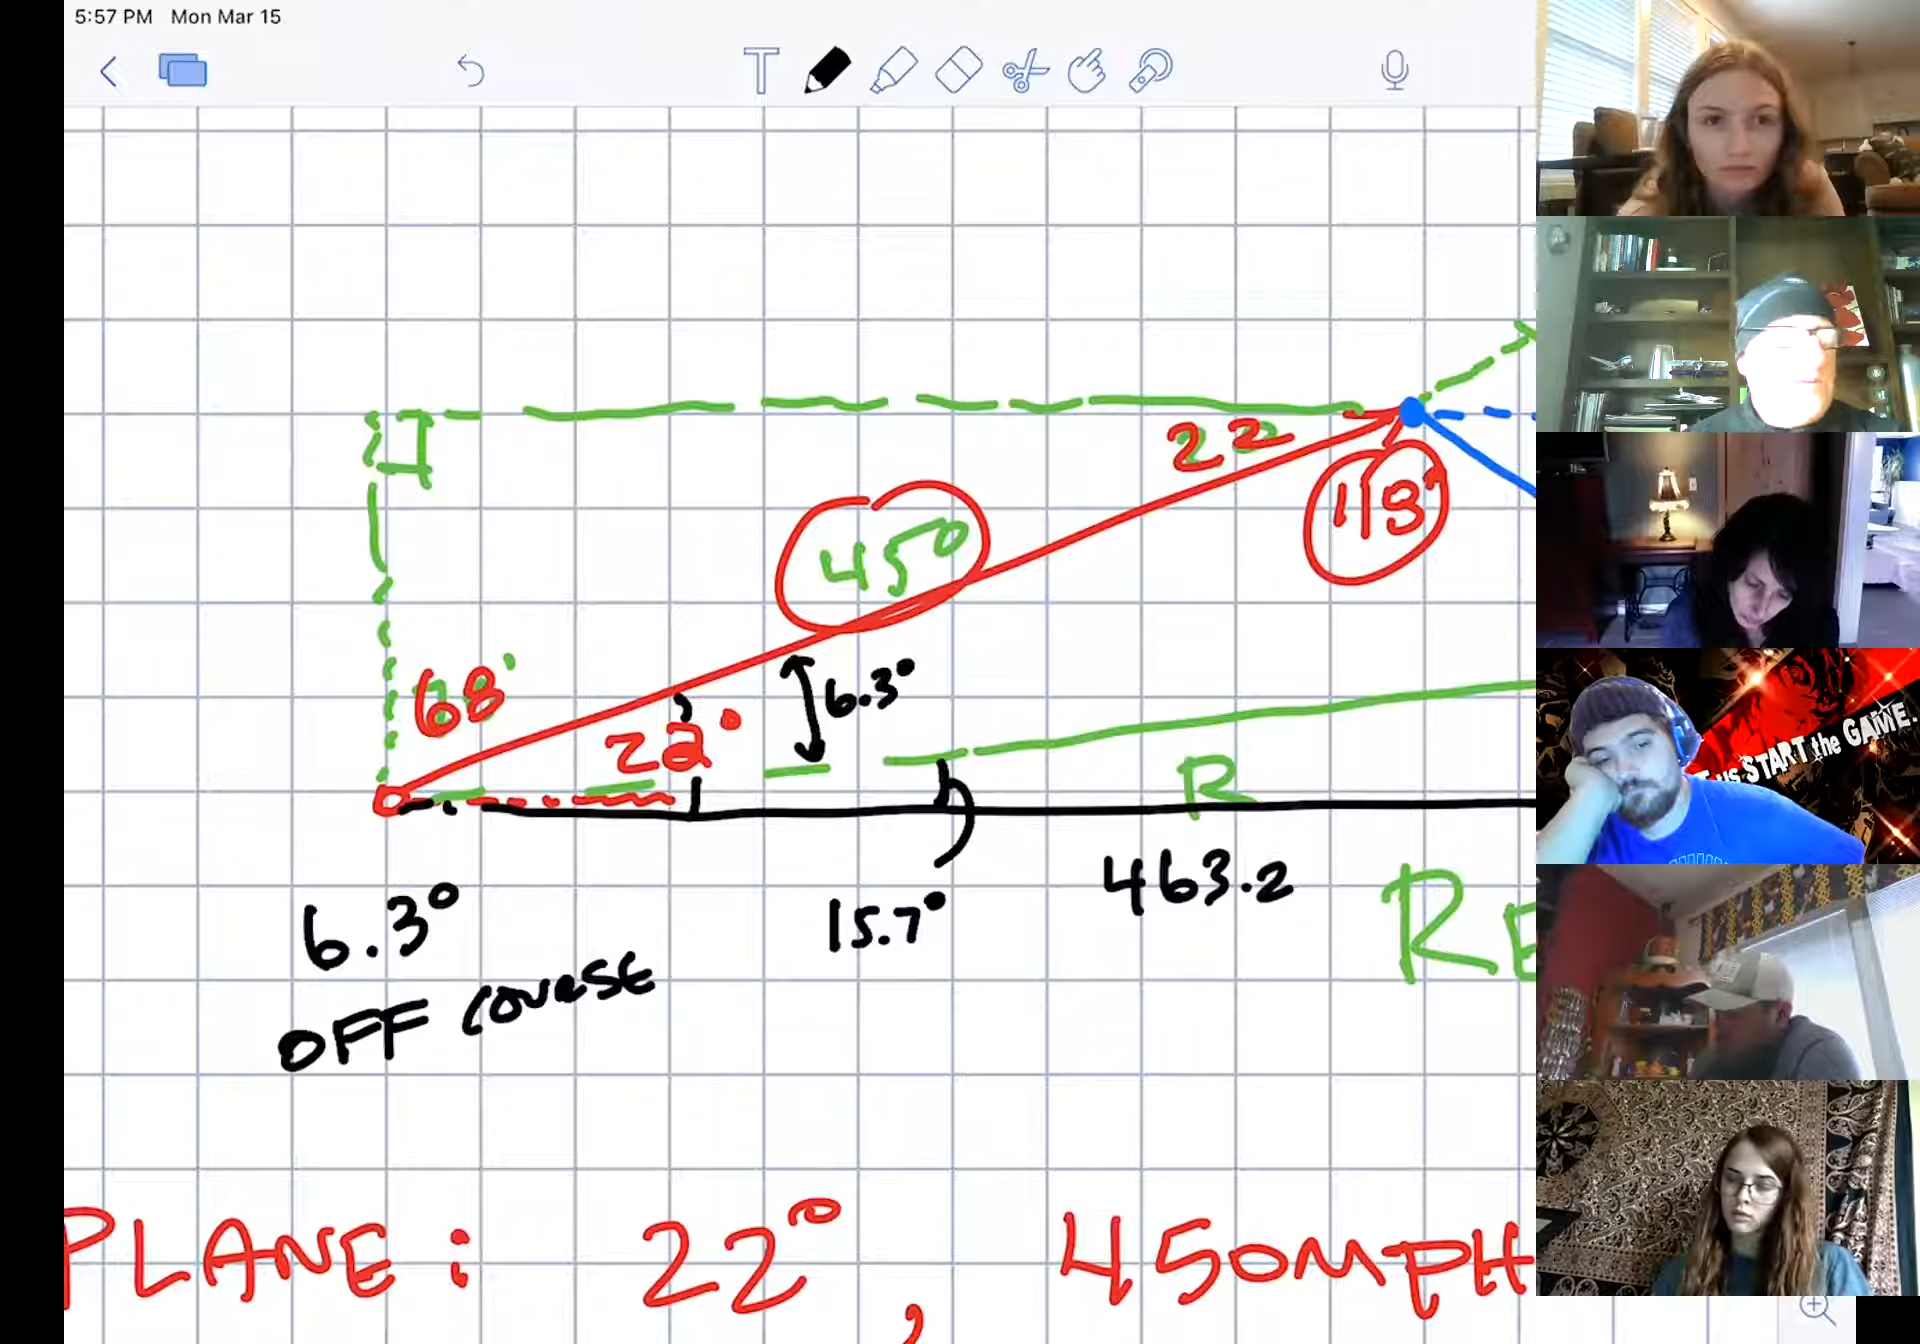 5:57 PM Mon Mar 15
T
22
118°
450
68°
6.3°
22°
R
START the GAME.
463.2
15.7°
6.3°
OFF COURSE
RE
PLANE: 22°, 450MPH